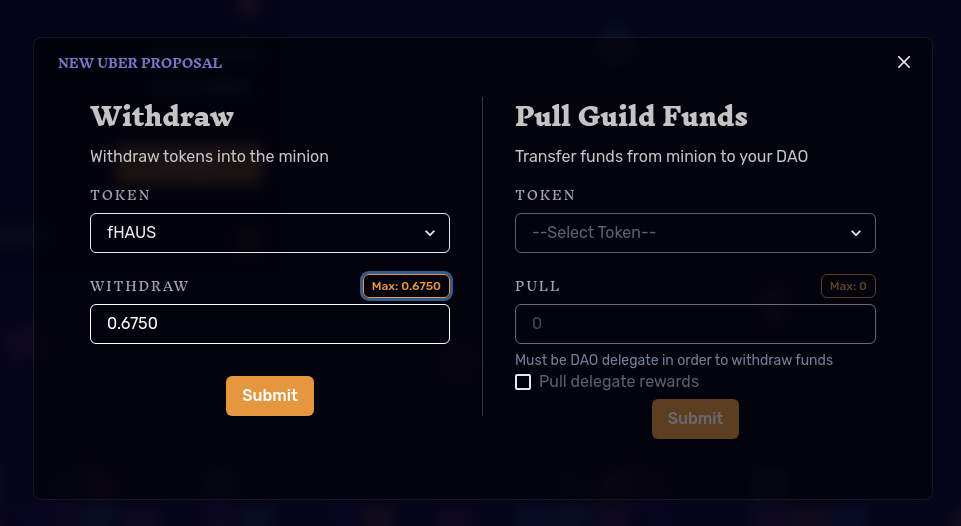 NEW UBER PROPOSAL
Withdraw
Withdraw tokens into the minion
TOKEN
fHAUS
WITHDRAW
Max: 0.6750
0.6750
Submit
Pull Guild Funds
Transfer funds from minion to your DAO
TOKEN
--Select Token--
PULL
Max: 0
0
Must be DAO delegate in order to withdraw funds
Pull delegate rewards
Submit